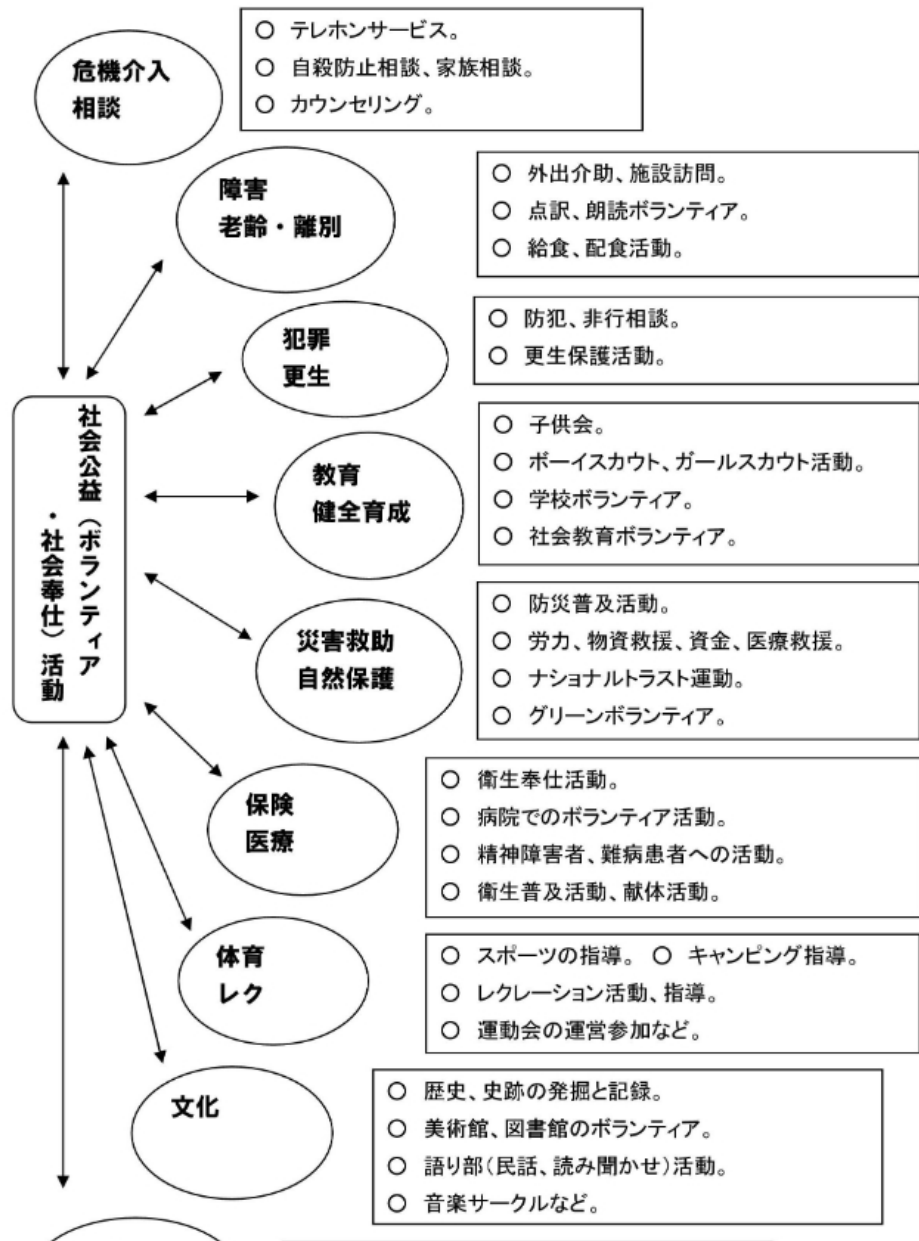 危機介入
相談
○ テレホンサービス。
○ 自殺防止相談、家族相談。
○ カウンセリング。
障害
老齢・離別
○ 外出介助、施設訪問。
○ 点訳、朗読ボランティア。
○ 給食、配食活動。
犯罪
更生
○ 防犯、非行相談。
○ 更生保護活動。
社会公益（ボランティア
・社会奉仕）活動
教育
健全育成
○ 子供会。
○ ボーイスカウト、ガールスカウト活動。
○ 学校ボランティア。
○ 社会教育ボランティア。
災害救助
自然保護
○ 防災普及活動。
○ 労力、物資救援、資金、医療救援。
○ ナショナルトラスト運動。
○ グリーンボランティア。
保険
医療
○ 衛生奉仕活動。
○ 病院でのボランティア活動。
○ 精神障害者、難病患者への活動。
○ 衛生普及活動、献体活動。
体育
レク
○ スポーツの指導。 ○ キャンピング指導。
○ レクレーション活動、指導。
○ 運動会の運営参加など。
文化
○ 歴史、史跡の発掘と記録。
○ 美術館、図書館のボランティア。
○ 語り部（民話、読み聞かせ）活動。
○ 音楽サークルなど。